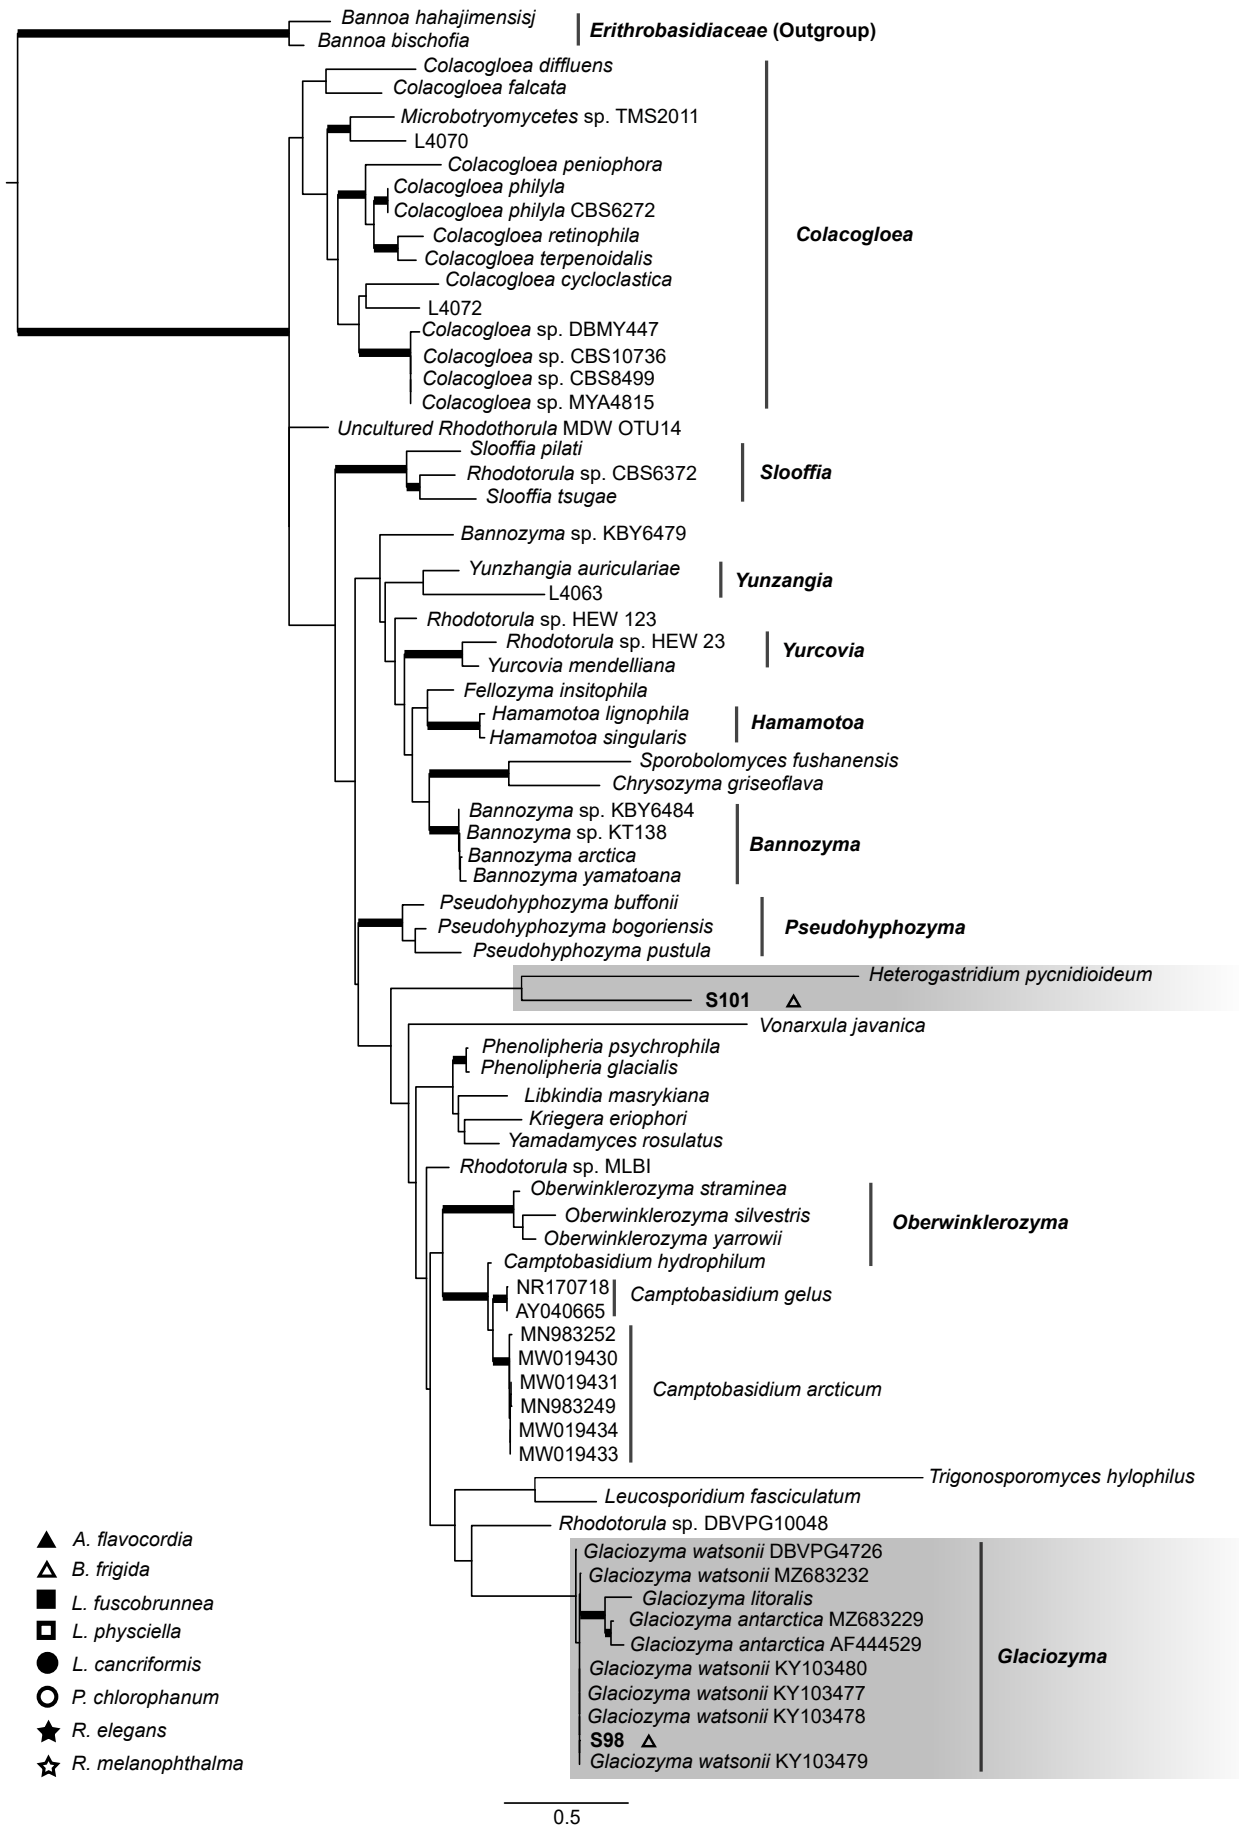 Bannoa hahajimensisj
Bannoa bischofia
Erithrobasidiaceae (Outgroup)
Colacogloea diffluens
Colacogloea falcata
Microbotryomycetes sp. TMS2011
L4070
Colacogloea peniophora
Colacogloea philyla
Colacogloea philyla CBS6272
Colacogloea retinophila
Colacogloea terpenoidalis
Colacogloea cycloclastica
L4072
Colacogloea sp. DBMY447
Colacogloea sp. CBS10736
Colacogloea sp. CBS8499
Colacogloea sp. MYA4815
Colacogloea
Uncultured Rhodothorula MDW OTU14
Slooffia pilati
Rhodotorula sp. CBS6372
Slooffia tsugae
Slooffia
Bannozyma sp. KBY6479
Yunzhangia auriculariae
L4063
Yunzangia
Rhodotorula sp. HEW 123
Rhodotorula sp. HEW 23
Yurcovia mendelliana
Yurcovia
Fellozyma insitophila
Hamamotoa lignophila
Hamamotoa singularis
Hamamotoa
Sporobolomyces fushanensis
Chrysozyma griseoflava
Bannozyma sp. KBY6484
Bannozyma sp. KT138
Bannozyma arctica
Bannozyma yamatoana
Bannozyma
Pseudohyphozyma buffonii
Pseudohyphozyma bogoriensis
Pseudohyphozyma pustula
Pseudohyphozyma
Heterogastridium pycnidioideum
S101
Vonarxula javanica
Phenolipheria psychrophila
Phenolipheria glacialis
Libkindia masrykiana
Kriegera eriophori
Yamadamyces rosulatus
Rhodotorula sp. MLBI
Oberwinklerozyma straminea
Oberwinklerozyma silvestris
Oberwinklerozyma yarrowii
Oberwinklerozyma
Camptobasidium hydrophilum
NR170718
AY040665
Camptobasidium gelus
MN983252
MW019430
MW019431
MN983249
MW019434
MW019433
Camptobasidium arcticum
Trigonosporomyces hylophilus
Leucosporidium fasciculatum
Rhodotorula sp. DBVPG10048
Glaciozyma watsonii DBVPG4726
Glaciozyma watsonii MZ683232
Glaciozyma litoralis
Glaciozyma antarctica MZ683229
Glaciozyma antarctica AF444529
Glaciozyma watsonii KY103480
Glaciozyma watsonii KY103477
Glaciozyma watsonii KY103478
S98
Glaciozyma watsonii KY103479
Glaciozyma
A. flavocordia
B. frigida
L. fuscobrunnea
L. physciella
L. cancriformis
P. chlorophanum
R. elegans
R. melanophthalma
0.5